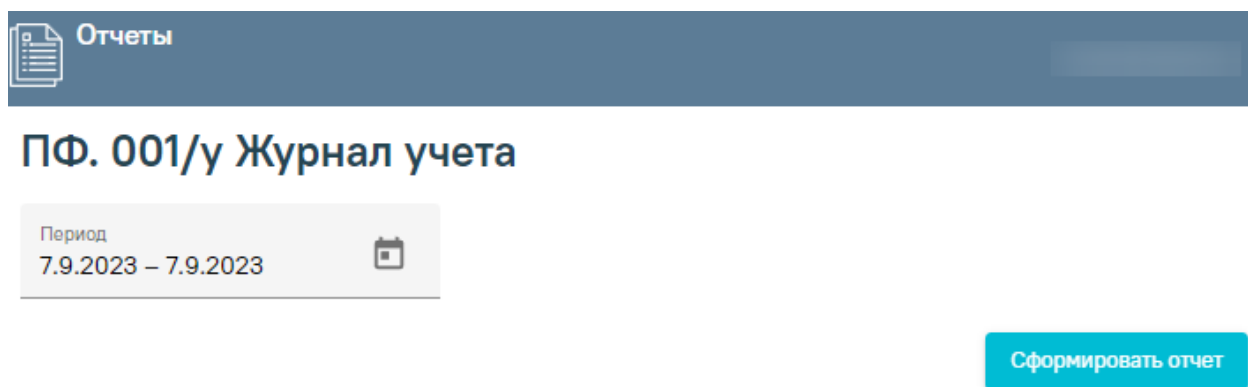 Отчеты
ПФ. 001/у Журнал учета
Период
7.9.2023 – 7.9.2023
Сформировать отчет